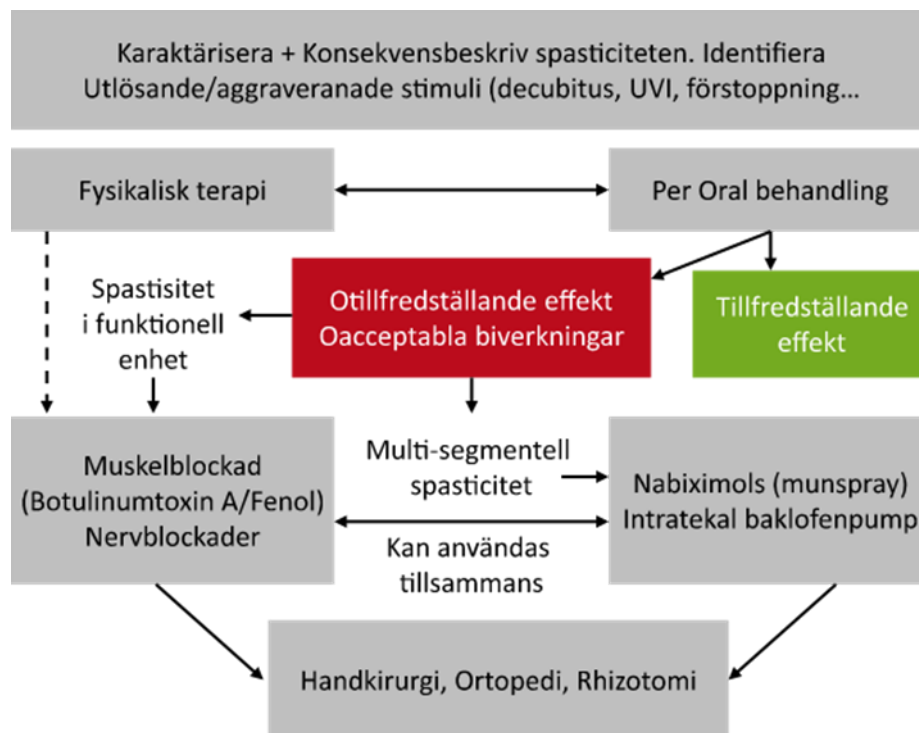 Karaktärisera + Konsekvensbeskriv spasticiteten. Identifiera
Utlösande/aggraveranade stimuli (decubitus, UVI, förstoppning...
Fysikalisk terapi
Per Oral behandling
Spastisitet
i funktionell
enhet
Otillfredställande effekt
Oacceptabla biverkningar
Tillfredställande
effekt
Muskelblockad
(Botulinumtoxin A/Fenol)
Nervblockader
Multi-segmentell
spasticitet
Kan användas
tillsammans
Nabiximols (munspray)
Intratekal baklofenpump
Handkirurgi, Ortopedi, Rhizotomi